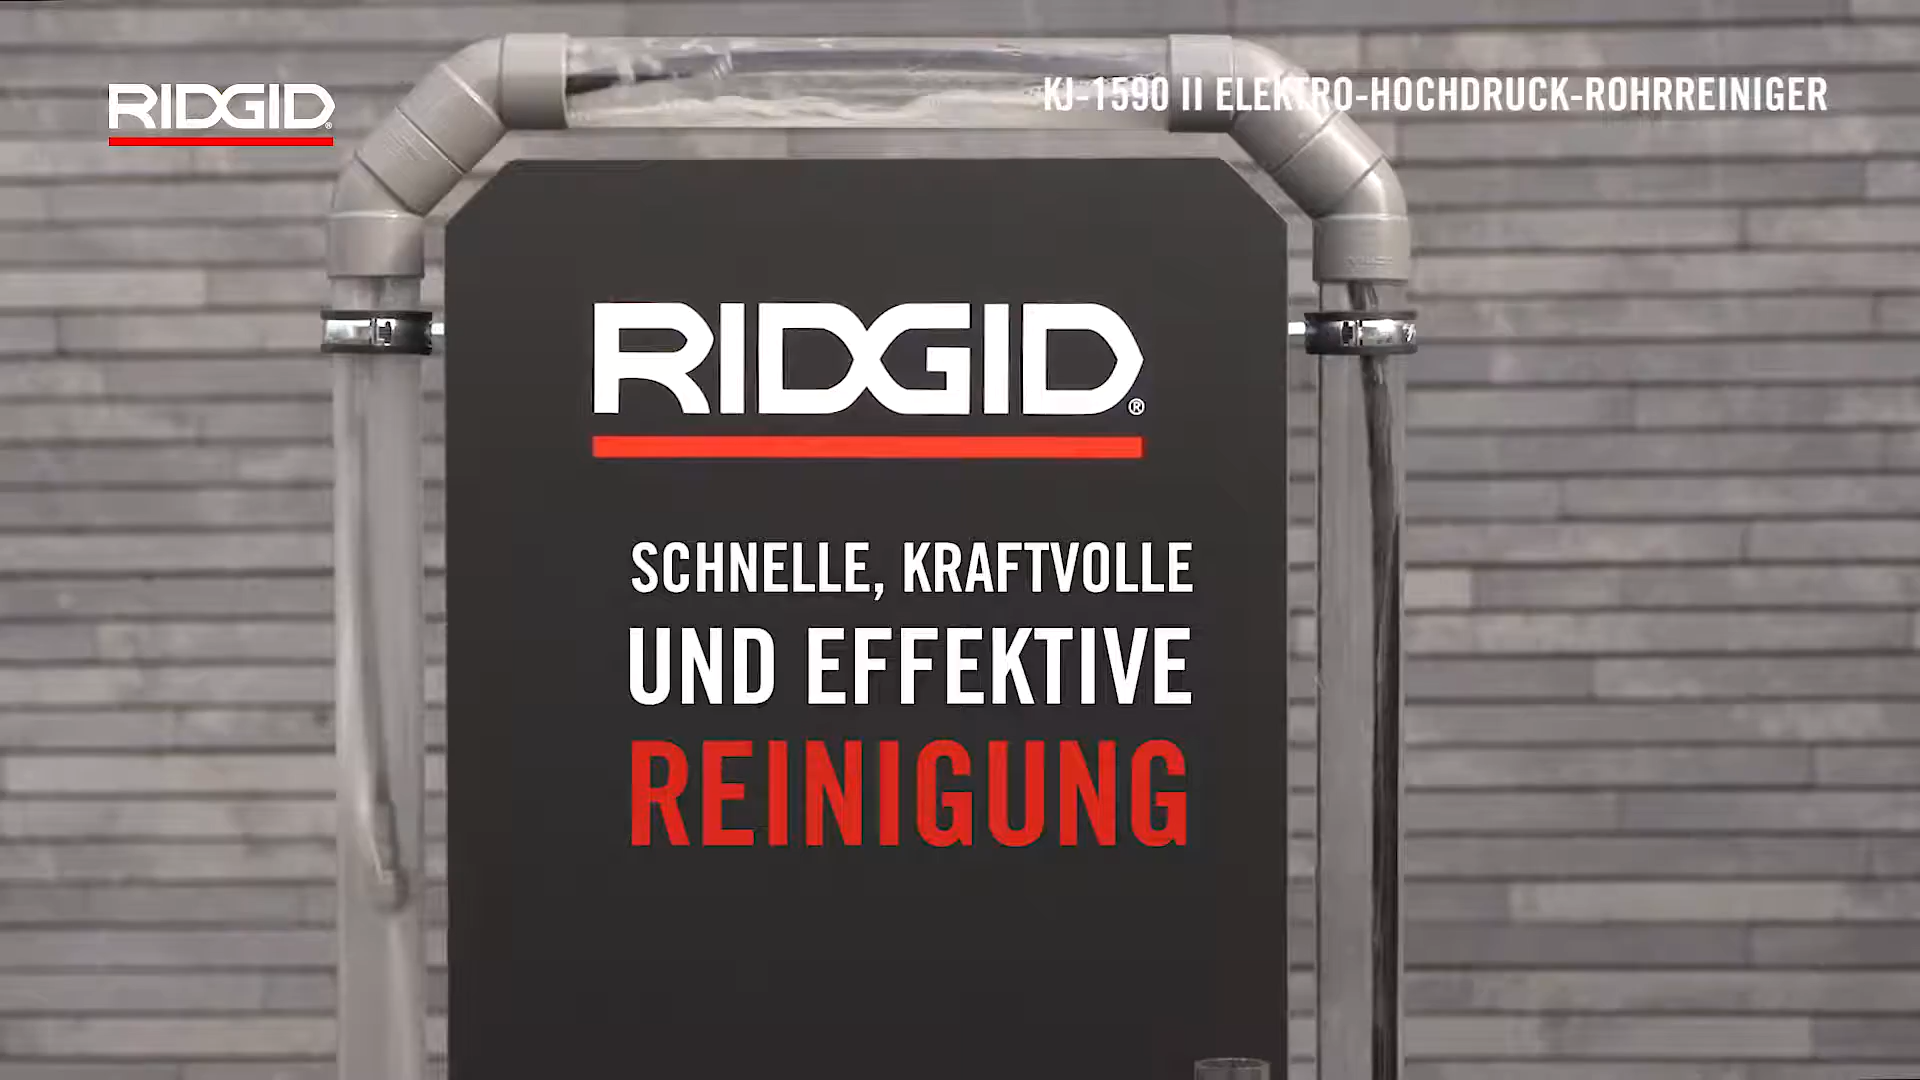 RIDGID®
KJ-1590 II ELEKTRO-HOCHDRUCK-ROHRREINIGER
RIDGID®
SCHNELLE, KRAFTVOLLE
UND EFFEKTIVE
REINIGUNG